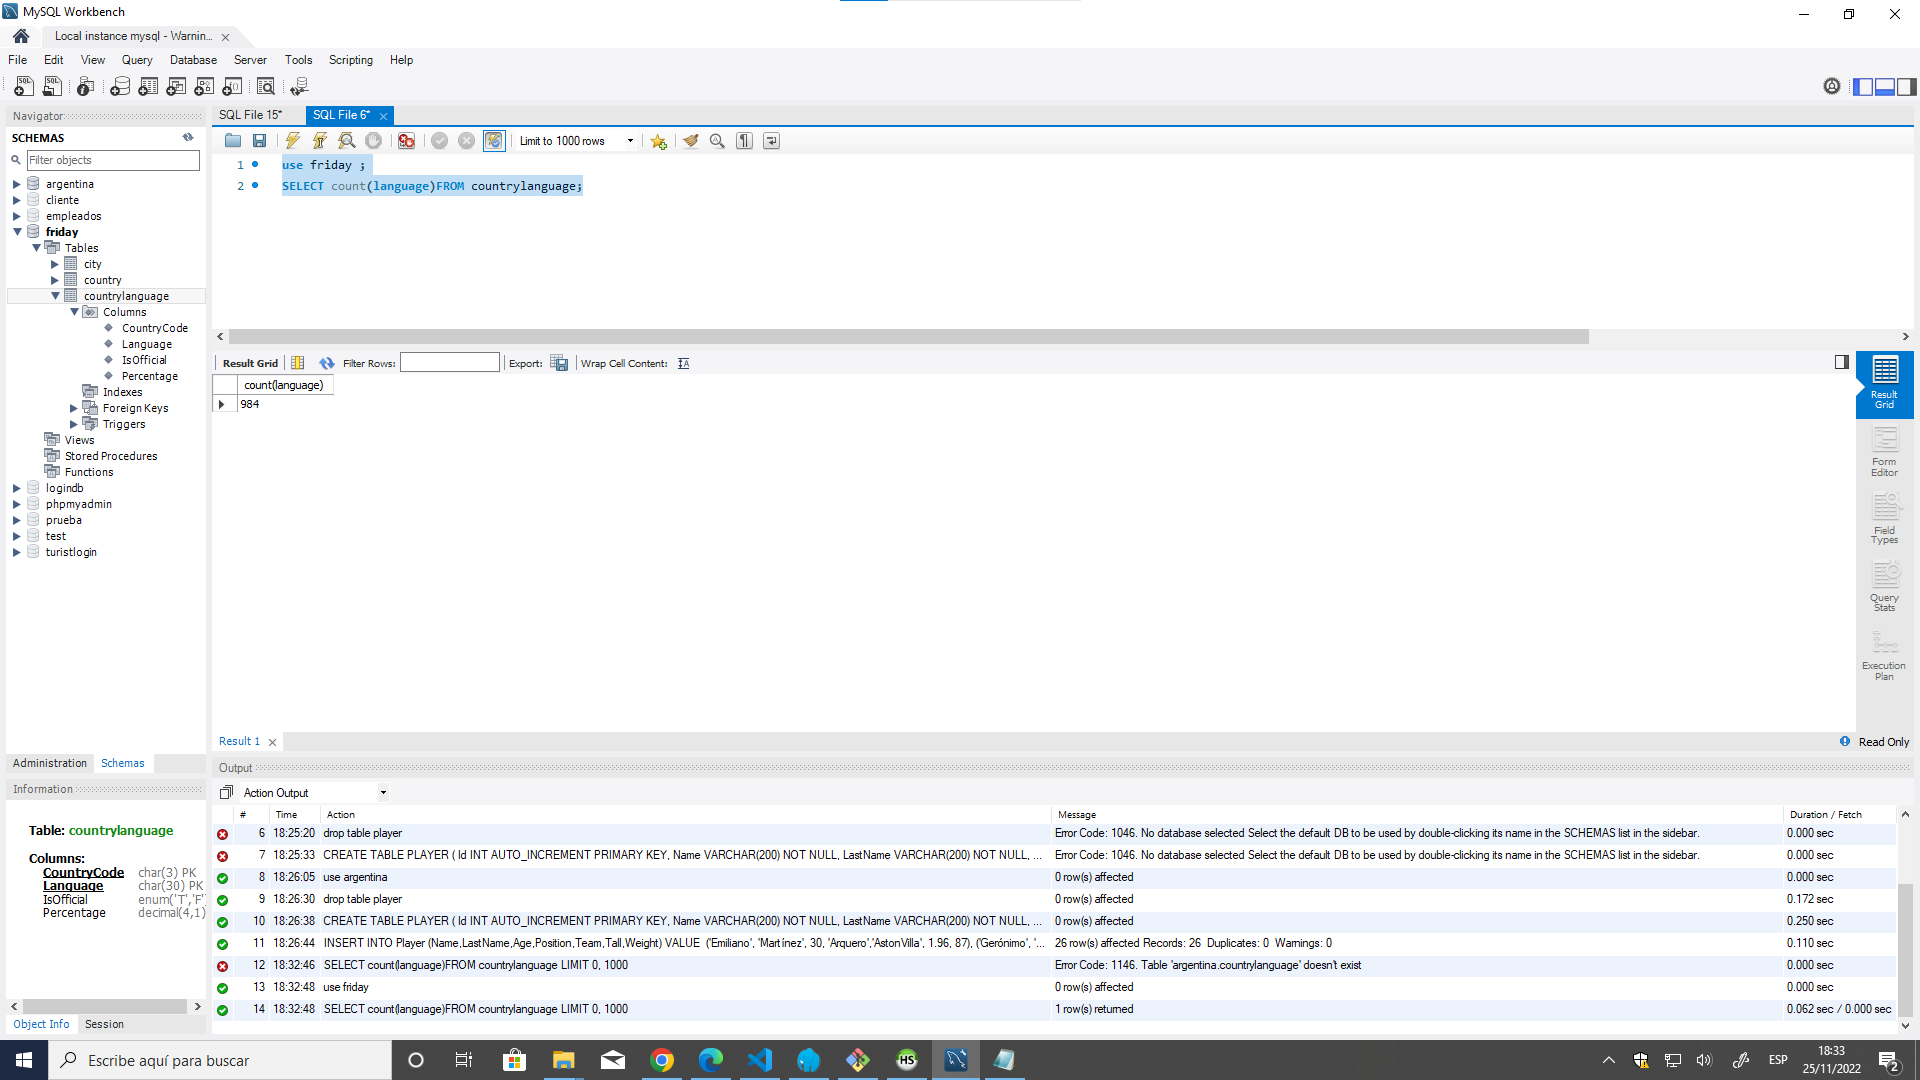 MySQL Workbench
Local instance mysql - Warnin...
File Edit View Query Database Server Tools Scripting Help
Navigator
SCHEMAS
Filter objects
argentina
cliente
empleados
friday
Tables
city
country
countrylanguage
Columns
CountryCode
Language
IsOfficial
Percentage
Indexes
Foreign Keys
Triggers
Views
Stored Procedures
Functions
logindb
phpmyadmin
prueba
test
turistlogin
Administration Schemas
Information
Table: countrylanguage
Columns:
CountryCode char(3) PK
Language char(30) PK
IsOfficial enum('T','F')
Percentage decimal(4,1)
Object Info Session
SQL File 15* SQL File 6*
Limit to 1000 rows
1 use friday ;
2 SELECT count(language)FROM countrylanguage;
Result Grid Filter Rows: Export: Wrap Cell Content:
count(language)
984
Result Grid
Form Editor
Field Types
Query Stats
Execution Plan
Result 1 Read Only
Output
Action Output
# Time Action Message Duration / Fetch
6 18:25:20 drop table player Error Code: 1046. No database selected Select the default DB to be used by double-clicking its name in the SCHEMAS list in the sidebar. 0.000 sec
7 18:25:33 CREATE TABLE PLAYER ( Id INT AUTO_INCREMENT PRIMARY KEY, Name VARCHAR(200) NOT NULL, LastName VARCHAR(200) NOT NULL, ... Error Code: 1046. No database selected Select the default DB to be used by double-clicking its name in the SCHEMAS list in the sidebar. 0.000 sec
8 18:26:05 use argentina 0 row(s) affected 0.000 sec
9 18:26:30 drop table player 0 row(s) affected 0.172 sec
10 18:26:38 CREATE TABLE PLAYER ( Id INT AUTO_INCREMENT PRIMARY KEY, Name VARCHAR(200) NOT NULL, LastName VARCHAR(200) NOT NULL, ... 0 row(s) affected 0.250 sec
11 18:26:44 INSERT INTO Player (Name,LastName,Age,Position,Team,Tall,Weight) VALUE ('Emiliano', 'Martínez', 30, 'Arquero','AstonVilla', 1.96, 87), ('Gerónimo', '... 26 row(s) affected Records: 26 Duplicates: 0 Warnings: 0 0.110 sec
12 18:32:46 SELECT count(language)FROM countrylanguage LIMIT 0, 1000 Error Code: 1146. Table 'argentina.countrylanguage' doesn't exist 0.000 sec
13 18:32:48 use friday 0 row(s) affected 0.000 sec
14 18:32:48 SELECT count(language)FROM countrylanguage LIMIT 0, 1000 1 row(s) returned 0.062 sec / 0.000 sec
Escribe aquí para buscar
HS
ESP
18:33
25/11/2022
2